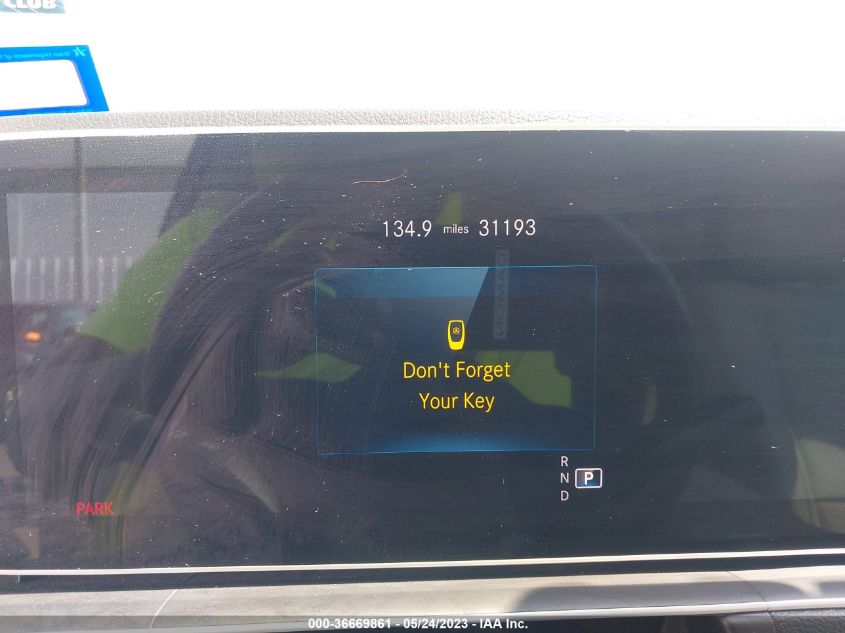 CLUB
134.9 miles 31193
Don't Forget
Your Key
R
N P
D
PARK
000-36669861 / 05/24/2023 - IAA Inc.